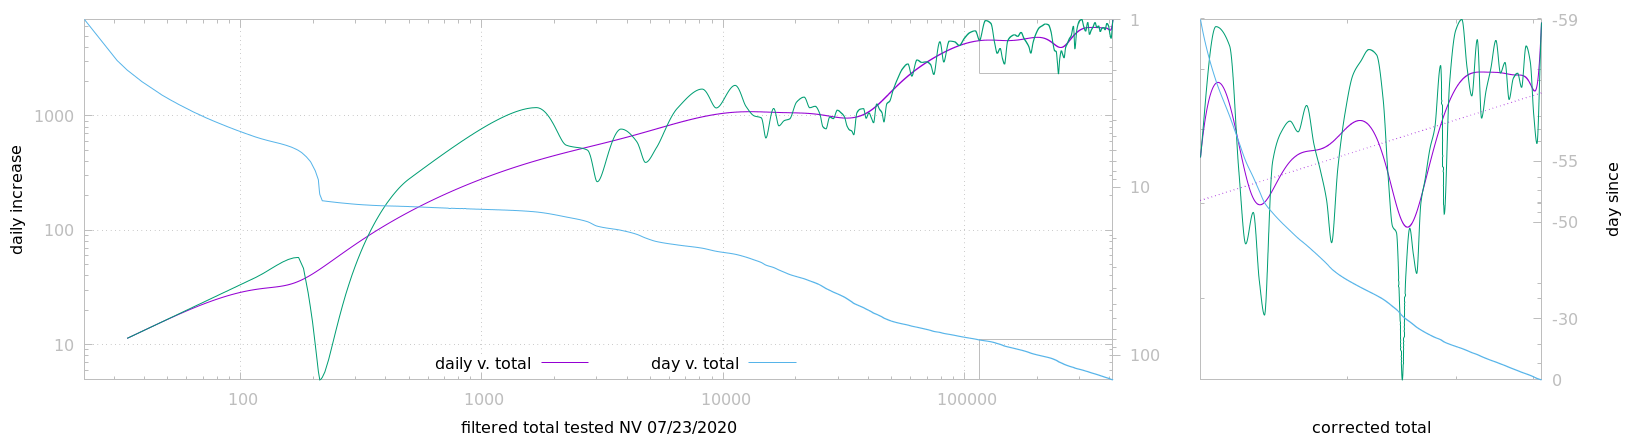 daily increase
1000
100
10
100
1000
10000
100000
1
10
100
daily v. total
day v. total
filtered total tested NV 07/23/2020
-59
-55
-50
-30
0
day since
corrected total